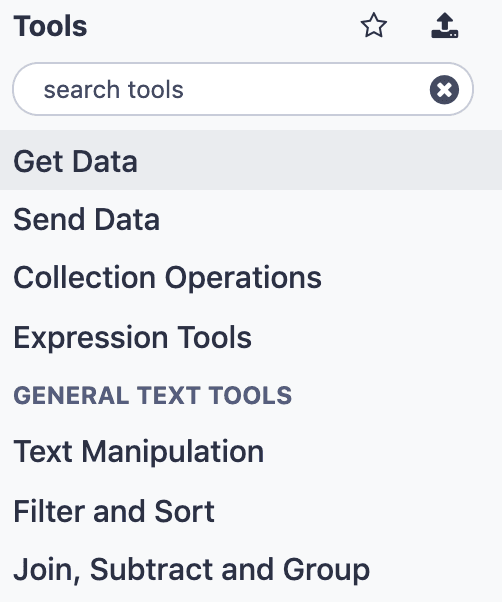 Tools
search tools
Get Data
Send Data
Collection Operations
Expression Tools
GENERAL TEXT TOOLS
Text Manipulation
Filter and Sort
Join, Subtract and Group